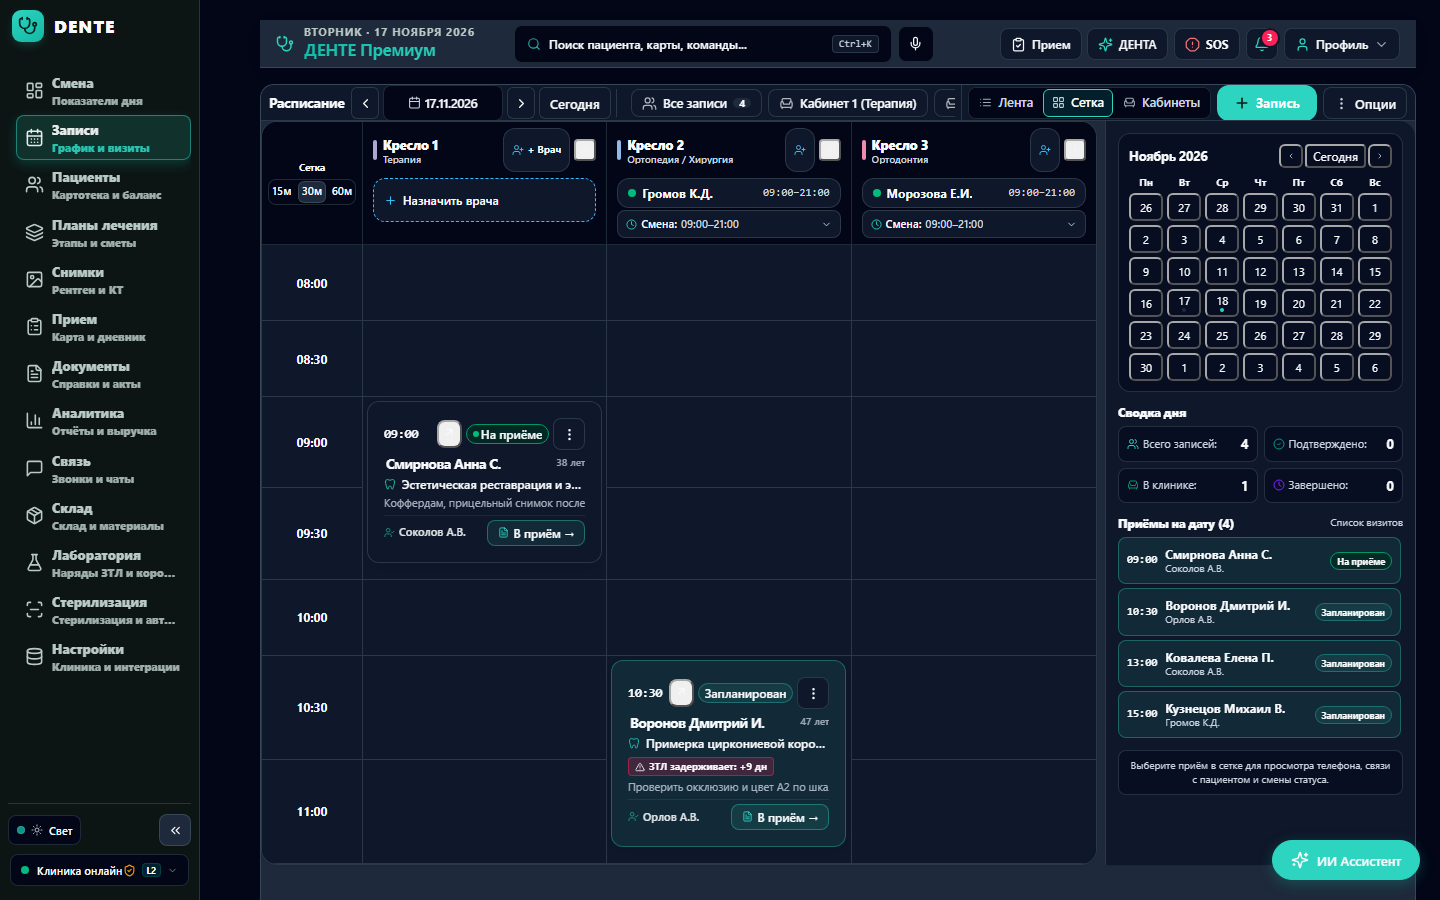 DENTE
Смена
Показатели дня
Записи
График и визиты
Пациенты
Картотека и баланс
Планы лечения
Этапы и сметы
Снимки
Рентген и КТ
Прием
Карта и дневник
Документы
Справки и акты
Аналитика
Отчёты и выручка
Связь
Звонки и чаты
Склад
Склад и материалы
Лаборатория
Наряды ЗТЛ и коро...
Стерилизация
Стерилизация и авт...
Настройки
Клиника и интеграции
Свет
Клиника онлайн L2
ВТОРНИК · 17 НОЯБРЯ 2026
ДЕНТЕ Премиум
Поиск пациента, карты, команды... Ctrl+K
Прием
ДЕНТА
SOS
3
Профиль
Расписание
17.11.2026
Сегодня
Все записи 4
Кабинет 1 (Терапия)
Лента
Сетка
Кабинеты
+ Запись
Опции
Сетка
15м 30м 60м
Кресло 1
Терапия
+ Врач
+ Назначить врача
Кресло 2
Ортопедия / Хирургия
Громов К.Д. 09:00–21:00
Смена: 09:00–21:00
Кресло 3
Ортодонтия
Морозова Е.И. 09:00–21:00
Смена: 09:00–21:00
08:00
08:30
09:00
09:30
10:00
10:30
11:00
09:00 На приёме
Смирнова Анна С. 38 лет
Эстетическая реставрация и э...
Коффердам, прицельный снимок после
Соколов А.В. В приём →
10:30 Запланирован
Воронов Дмитрий И. 47 лет
Примерка циркониевой коро...
ЗТЛ задерживает: +9 дн
Проверить окклюзию и цвет A2 по шка
Орлов А.В. В приём →
Ноябрь 2026 ‹ Сегодня ›
Пн Вт Ср Чт Пт Сб Вс
26 27 28 29 30 31 1
2 3 4 5 6 7 8
9 10 11 12 13 14 15
16 17 18 19 20 21 22
23 24 25 26 27 28 29
30 1 2 3 4 5 6
Сводка дня
Всего записей: 4
Подтверждено: 0
В клинике: 1
Завершено: 0
Приёмы на дату (4) Список визитов
09:00 Смирнова Анна С. На приёме
Соколов А.В.
10:30 Воронов Дмитрий И. Запланирован
Орлов А.В.
13:00 Ковалева Елена П. Запланирован
Соколов А.В.
15:00 Кузнецов Михаил В. Запланирован
Громов К.Д.
Выберите приём в сетке для просмотра телефона, связи
с пациентом и смены статуса.
ИИ Ассистент